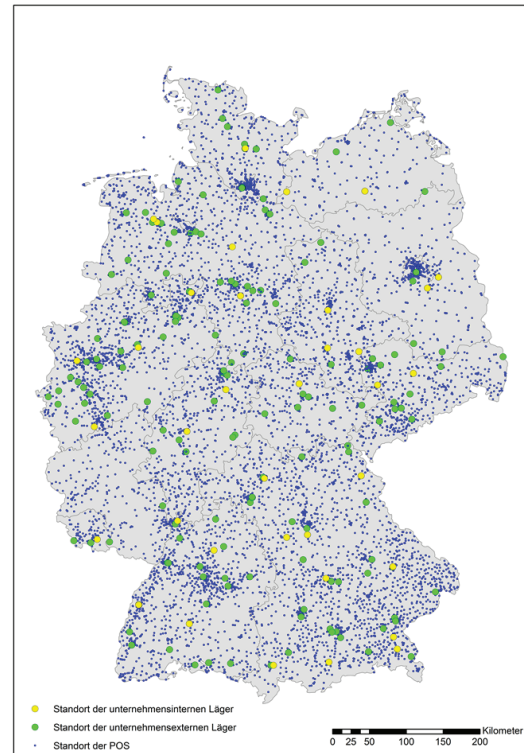 Standort der unternehmensinternen Läger
Standort der unternehmensexternen Läger
Standort der POS
Kilometer
0 25 50 100 150 200